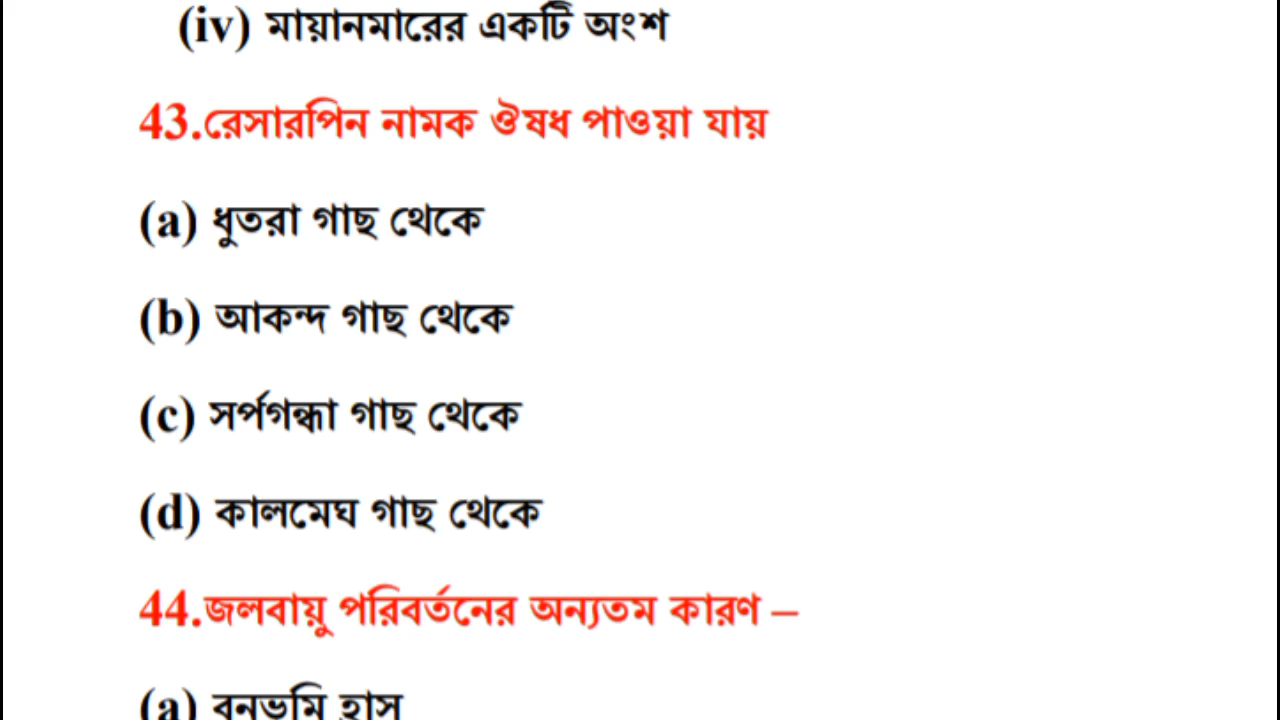 (iv) মায়ানমারের একটি অংশ
43.রেসারপিন নামক ঔষধ পাওয়া যায়
(a) ধুতরা গাছ থেকে
(b) আকন্দ গাছ থেকে
(c) সর্পগন্ধা গাছ থেকে
(d) কালমেঘ গাছ থেকে
44.জলবায়ু পরিবর্তনের অন্যতম কারণ –
(a) বনভূমি হ্রাস